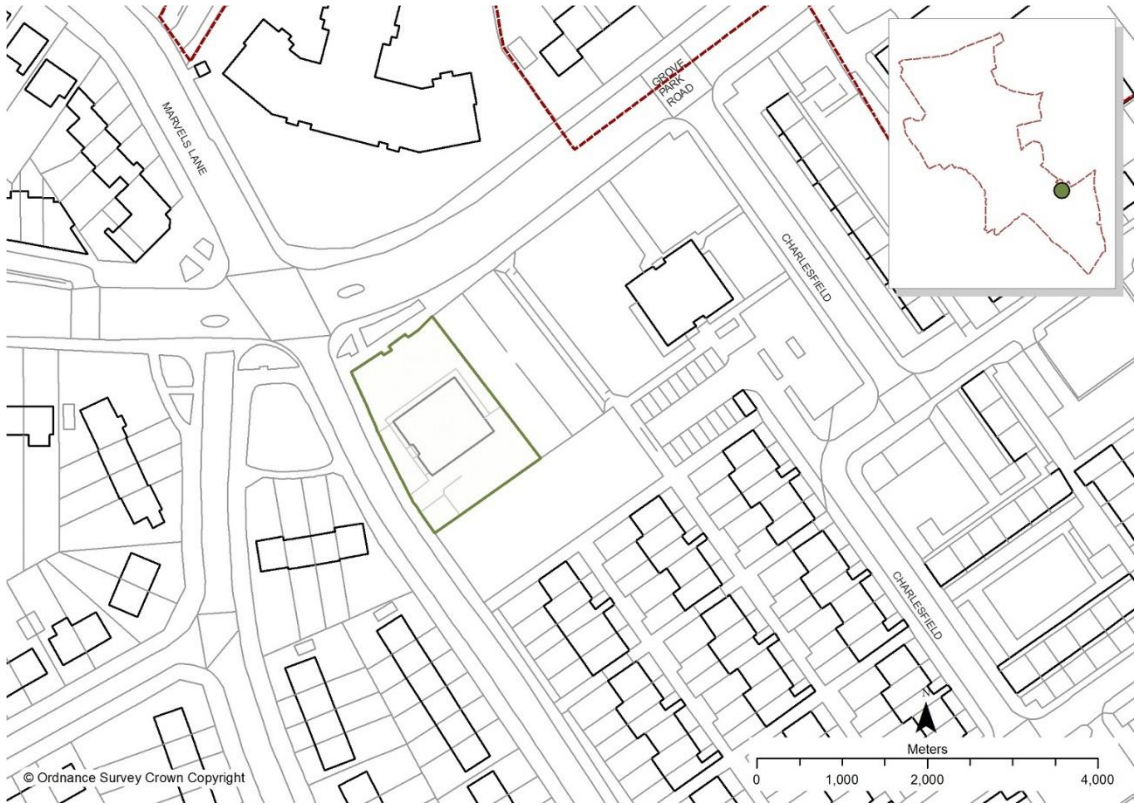 GROVE
PARK
ROAD
MARVELS LANE
CHARLESFIELD
CHARLESFIELD
N
Meters
0 1,000 2,000 4,000
© Ordnance Survey Crown Copyright